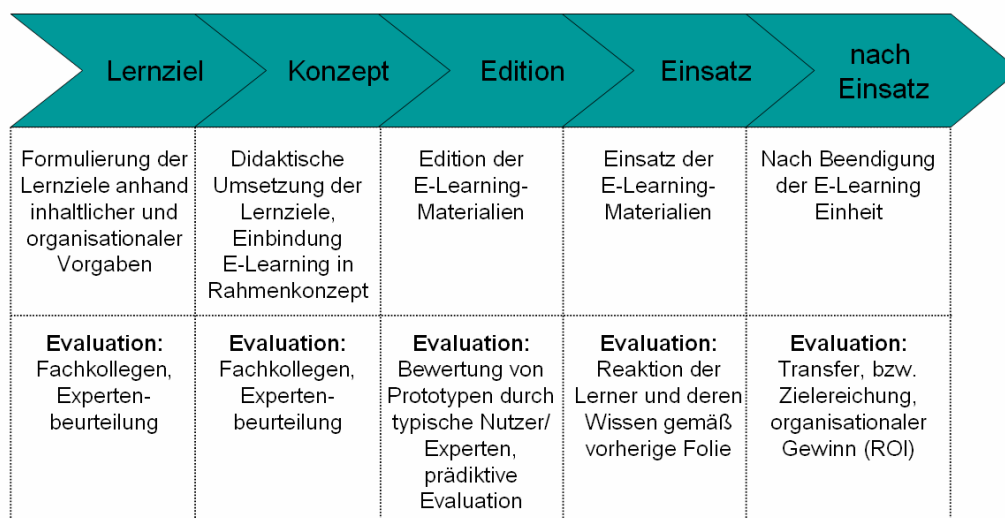 Lernziel
Konzept
Edition
Einsatz
nach
Einsatz
Formulierung der
Lernziele anhand
inhaltlicher und
organisationaler
Vorgaben
Didaktische
Umsetzung der
Lernziele,
Einbindung
E-Learning in
Rahmenkonzept
Edition der
E-Learning-
Materialien
Einsatz der
E-Learning-
Materialien
Nach Beendigung
der E-Learning
Einheit
Evaluation:
Fachkollegen,
Experten-
beurteilung
Evaluation:
Fachkollegen,
Experten-
beurteilung
Evaluation:
Bewertung von
Prototypen durch
typische Nutzer/
Experten,
prädiktive
Evaluation
Evaluation:
Reaktion der
Lerner und deren
Wissen gemäß
vorherige Folie
Evaluation:
Transfer, bzw.
Zielereichung,
organisationaler
Gewinn (ROI)